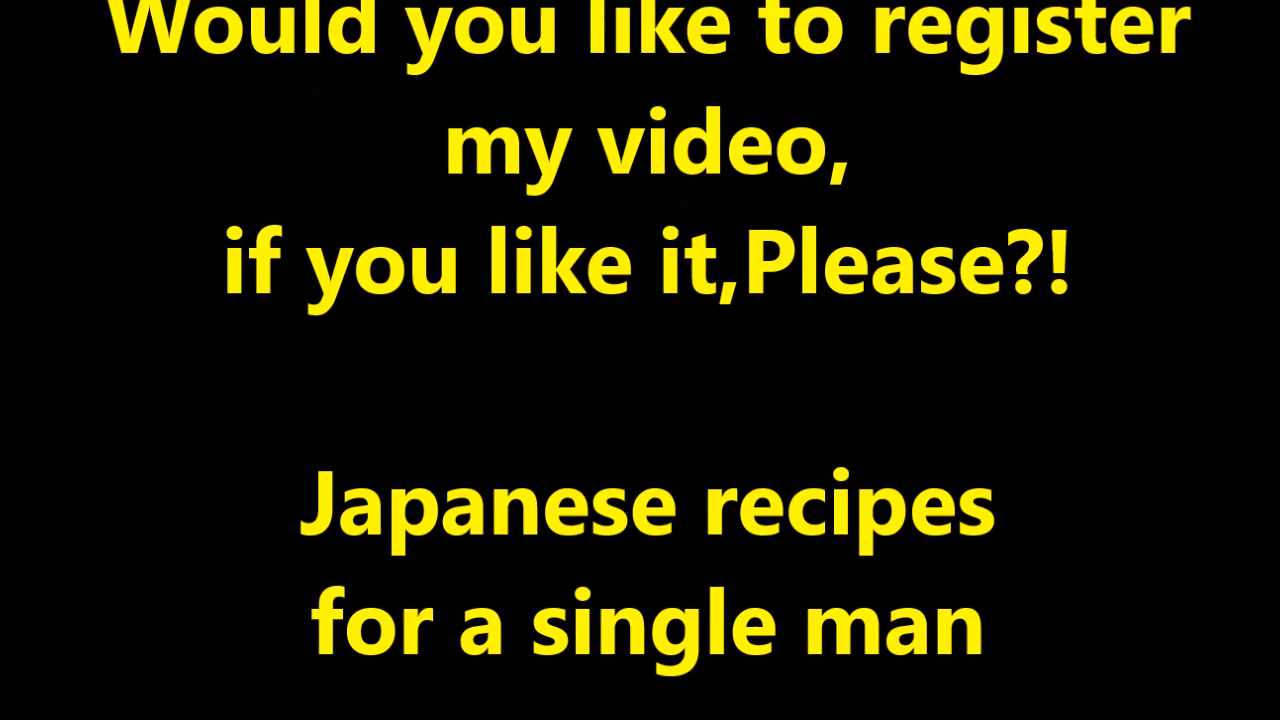 Would you like to register
my video,
if you like it,Please?!
Japanese recipes
for a single man